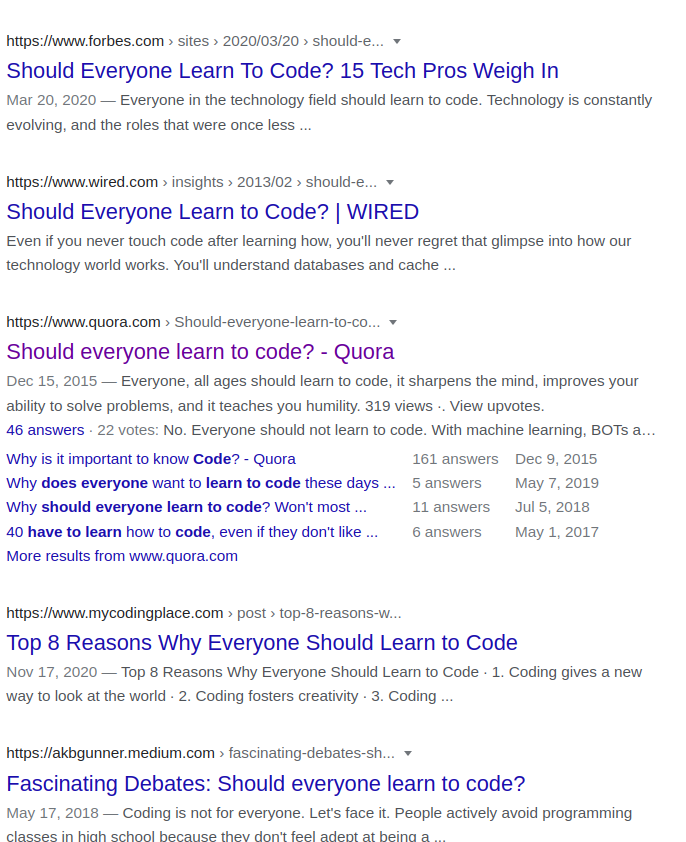 https://www.forbes.com › sites › 2020/03/20 › should-e...
Should Everyone Learn To Code? 15 Tech Pros Weigh In
Mar 20, 2020 — Everyone in the technology field should learn to code. Technology is constantly
evolving, and the roles that were once less ...
https://www.wired.com › insights › 2013/02 › should-e...
Should Everyone Learn to Code? | WIRED
Even if you never touch code after learning how, you'll never regret that glimpse into how our
technology world works. You'll understand databases and cache ...
https://www.quora.com › Should-everyone-learn-to-co...
Should everyone learn to code? - Quora
Dec 15, 2015 — Everyone, all ages should learn to code, it sharpens the mind, improves your
ability to solve problems, and it teaches you humility. 319 views ·. View upvotes.
46 answers · 22 votes: No. Everyone should not learn to code. With machine learning, BOTs a…
Why is it important to know Code? - Quora 161 answers Dec 9, 2015
Why does everyone want to learn to code these days ... 5 answers May 7, 2019
Why should everyone learn to code? Won't most ... 11 answers Jul 5, 2018
40 have to learn how to code, even if they don't like ... 6 answers May 1, 2017
More results from www.quora.com
https://www.mycodingplace.com › post › top-8-reasons-w...
Top 8 Reasons Why Everyone Should Learn to Code
Nov 17, 2020 — Top 8 Reasons Why Everyone Should Learn to Code · 1. Coding gives a new
way to look at the world · 2. Coding fosters creativity · 3. Coding ...
https://akbgunner.medium.com › fascinating-debates-sh...
Fascinating Debates: Should everyone learn to code?
May 17, 2018 — Coding is not for everyone. Let's face it. People actively avoid programming
classes in high school because they don't feel adept at being a ...